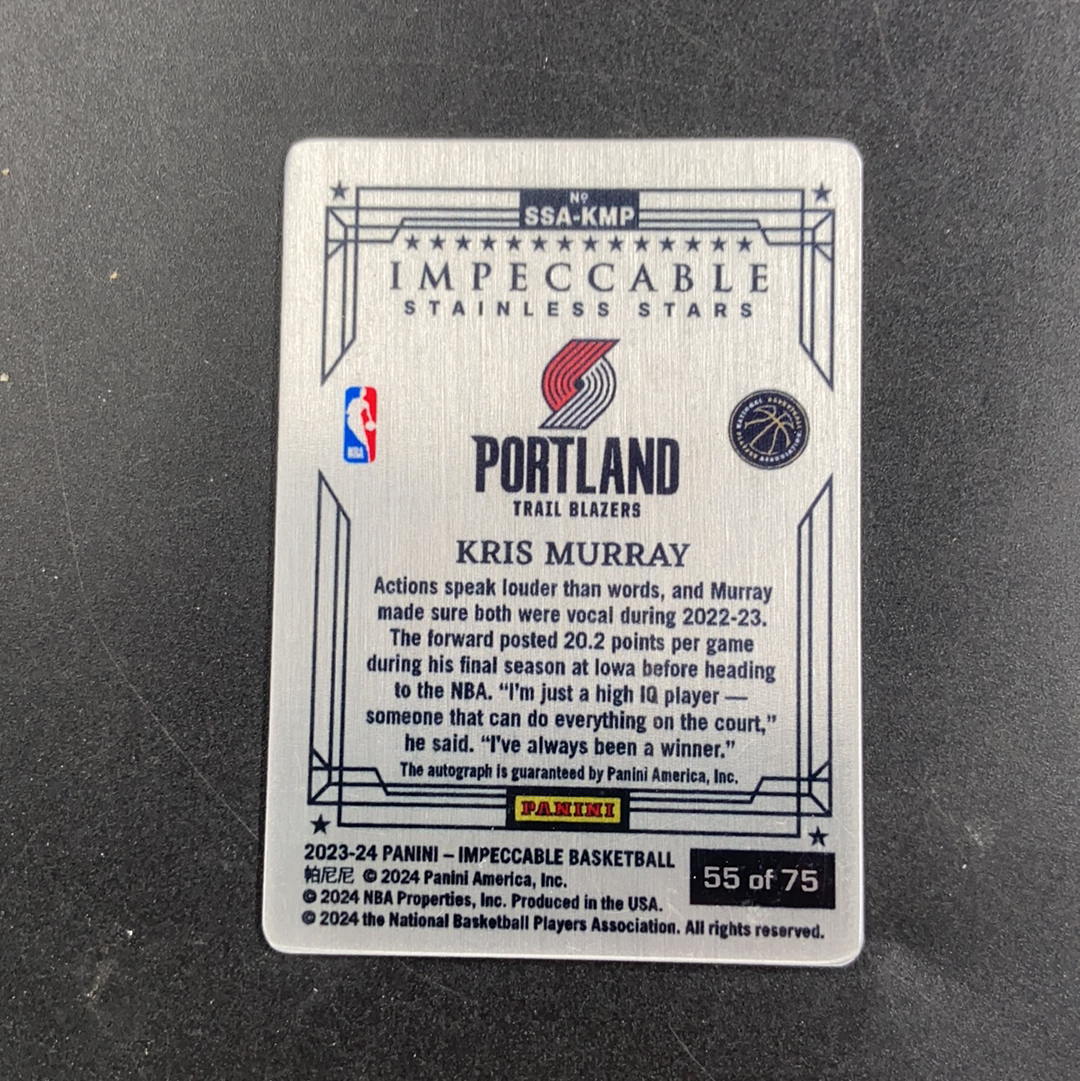 Nº
SSA-KMP
IMPECCABLE
STAINLESS STARS
NBA
PORTLAND
TRAIL BLAZERS
KRIS MURRAY
Actions speak louder than words, and Murray
made sure both were vocal during 2022-23.
The forward posted 20.2 points per game
during his final season at Iowa before heading
to the NBA. “I'm just a high IQ player —
someone that can do everything on the court,”
he said. “I've always been a winner.”
The autograph is guaranteed by Panini America, Inc.
PANINI
2023-24 PANINI – IMPECCABLE BASKETBALL
帕尼尼 © 2024 Panini America, Inc.
© 2024 NBA Properties, Inc. Produced in the USA.
© 2024 the National Basketball Players Association. All rights reserved.
55 of 75